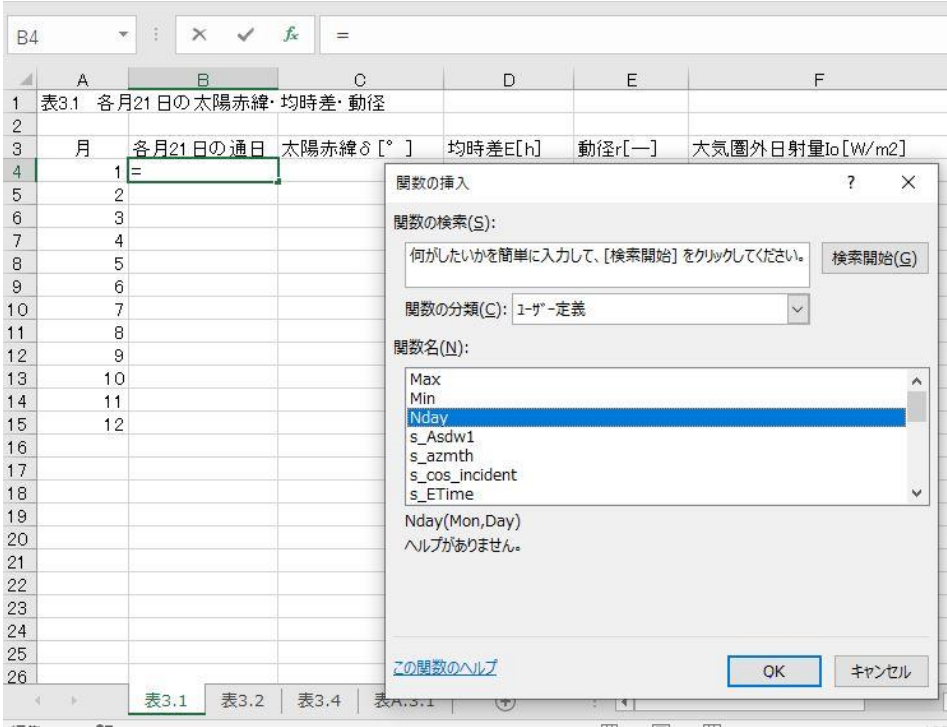 B4 fx =
A B C D E F
1 表3.1 各月21日の太陽赤緯・均時差・動径
2
3 月 各月21日の通日 太陽赤緯δ[°] 均時差E[h] 動径r[ー] 大気圏外日射量Io[W/m2]
4 1 =
5 2
6 3
7 4
8 5
9 6
10 7
11 8
12 9
13 10
14 11
15 12
16
17
18
19
20
21
22
23
24
25
26
関数の挿入 ?
関数の検索(S):
何がしたいかを簡単に入力して、[検索開始] をクリックしてください。 検索開始(G)
関数の分類(C): ユーザー定義
関数名(N):
Max
Min
Nday
s_Asdw1
s_azmth
s_cos_incident
s_ETime
Nday(Mon,Day)
ヘルプがありません。
この関数のヘルプ OK キャンセル
表3.1 表3.2 表3.4 表A.3.1